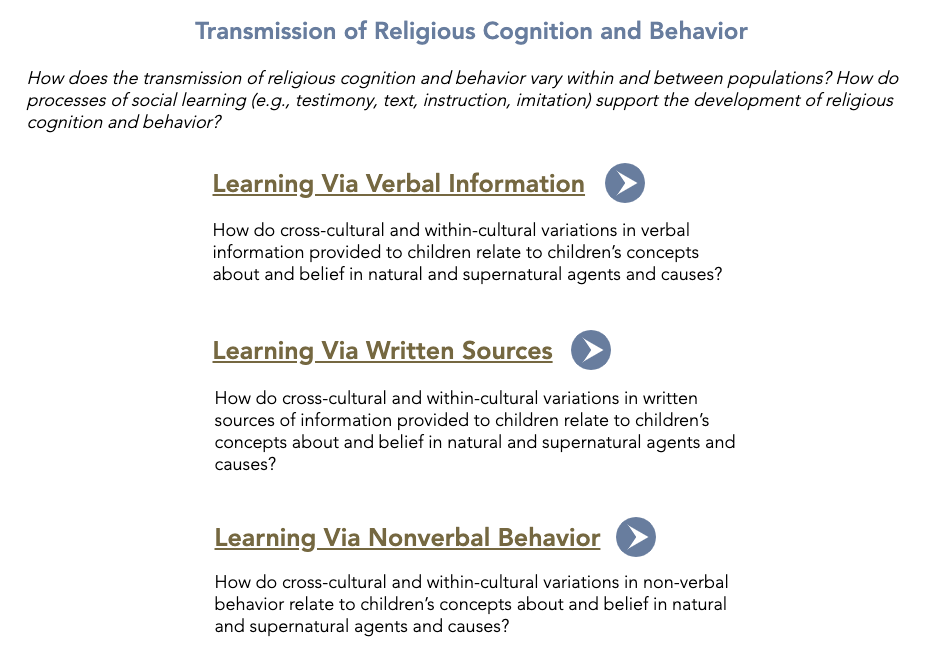 Transmission of Religious Cognition and Behavior
How does the transmission of religious cognition and behavior vary within and between populations? How do
processes of social learning (e.g., testimony, text, instruction, imitation) support the development of religious
cognition and behavior?
Learning Via Verbal Information
How do cross-cultural and within-cultural variations in verbal
information provided to children relate to children’s concepts
about and belief in natural and supernatural agents and causes?
Learning Via Written Sources
How do cross-cultural and within-cultural variations in written
sources of information provided to children relate to children’s
concepts about and belief in natural and supernatural agents and
causes?
Learning Via Nonverbal Behavior
How do cross-cultural and within-cultural variations in non-verbal
behavior relate to children’s concepts about and belief in natural
and supernatural agents and causes?